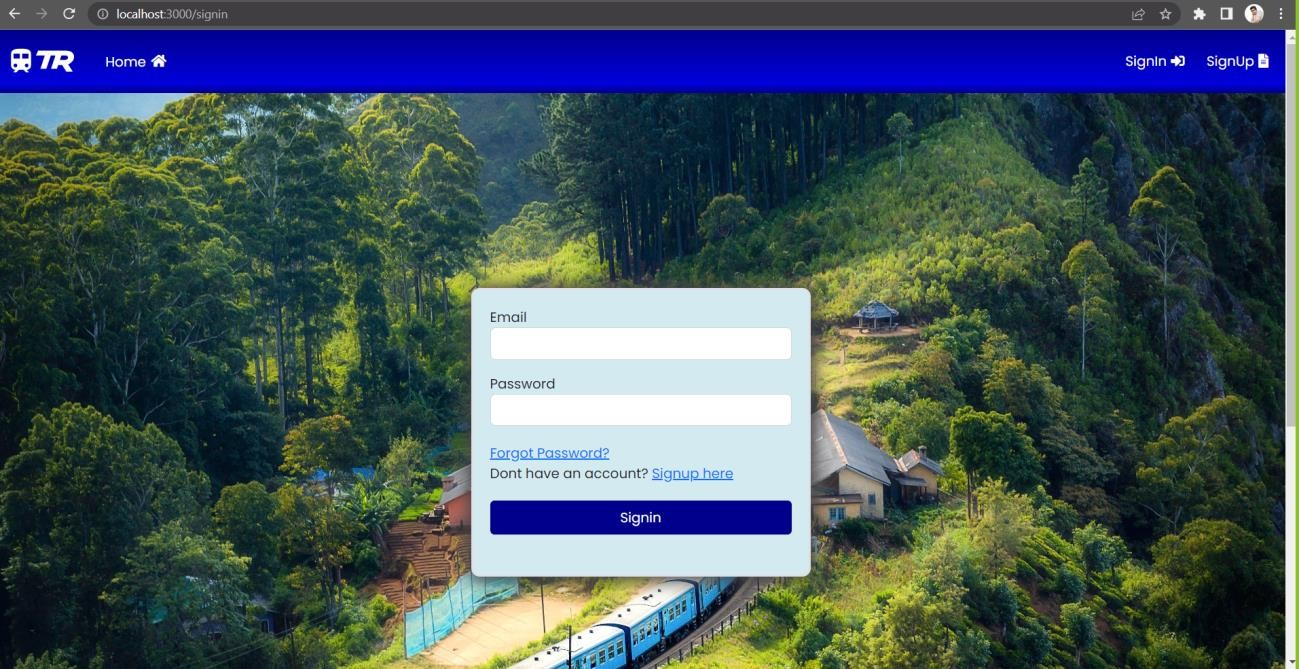 localhost:3000/signin
TR Home SignIn SignUp
Email
Password
Forgot Password?
Dont have an account? Signup here
Signin